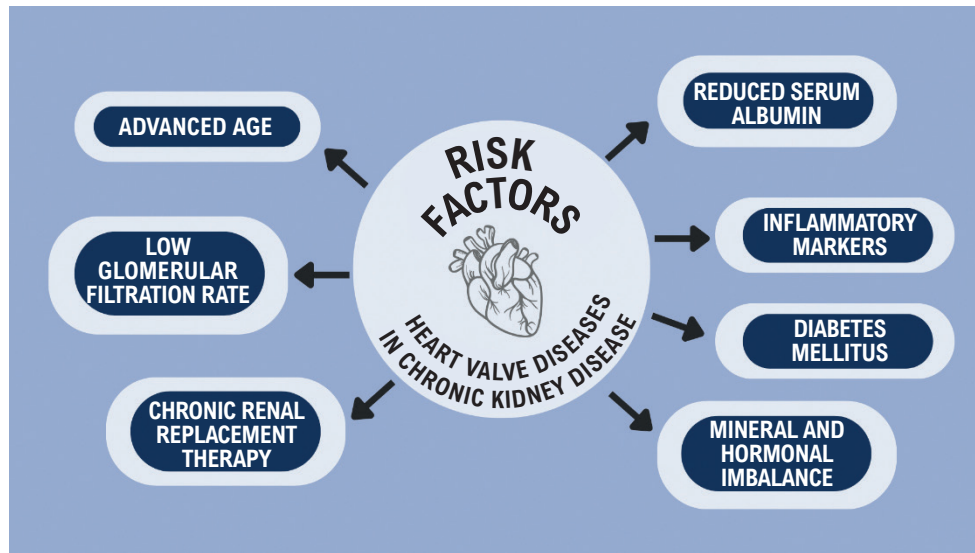 RISK
FACTORS
HEART VALVE DISEASES
IN CHRONIC KIDNEY DISEASE
ADVANCED AGE
LOW
GLOMERULAR
FILTRATION RATE
CHRONIC RENAL
REPLACEMENT
THERAPY
REDUCED SERUM
ALBUMIN
INFLAMMATORY
MARKERS
DIABETES
MELLITUS
MINERAL AND
HORMONAL
IMBALANCE